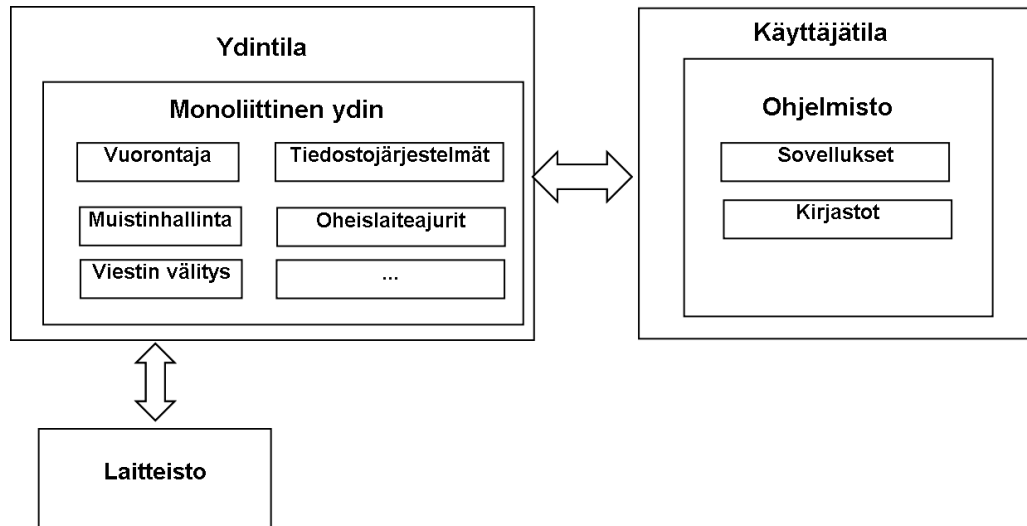 Ydintila
Monoliittinen ydin
Vuorontaja
Tiedostojärjestelmät
Muistinhallinta
Oheislaiteajurit
Viestin välitys
...
Käyttäjätila
Ohjelmisto
Sovellukset
Kirjastot
Laitteisto